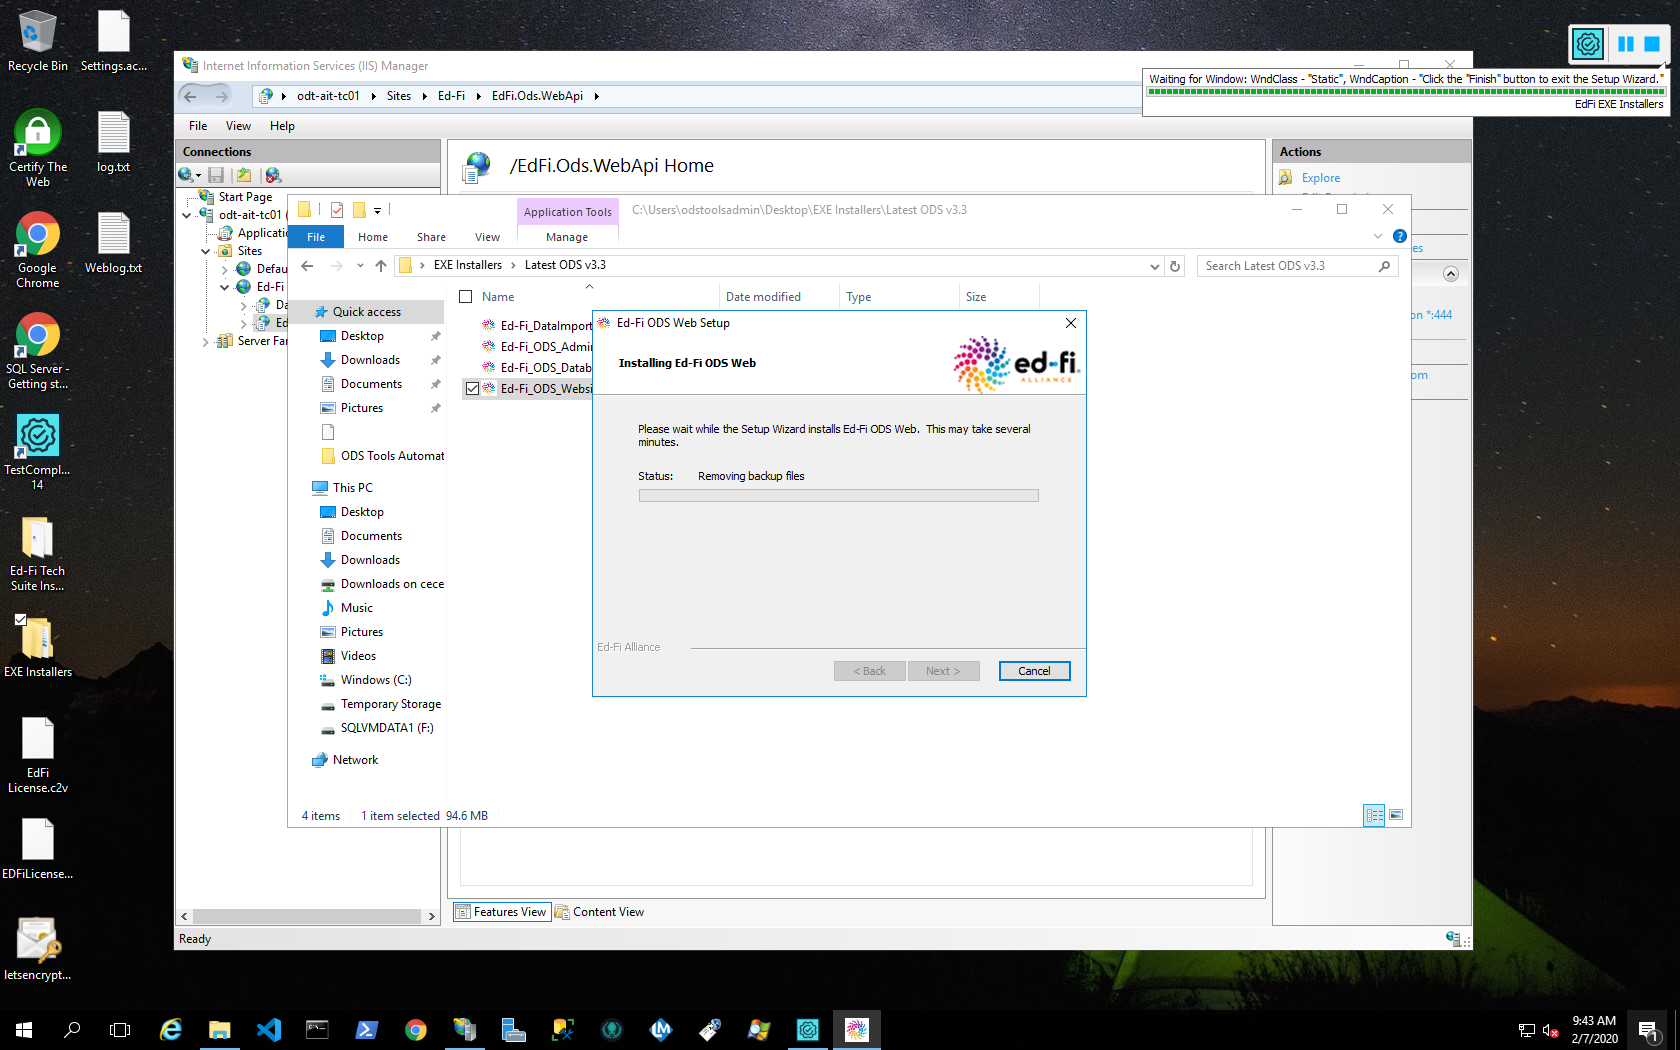 Recycle Bin
Settings.ac...
Certify The
Web
log.txt
Google
Chrome
Weblog.txt
SQL Server -
Getting st...
TestCompl...
14
Ed-Fi Tech
Suite Ins...
EXE Installers
EdFi
License.c2v
EDFiLicense...
letsencrypt...
Internet Information Services (IIS) Manager
odt-ait-tc01
Sites
Ed-Fi
EdFi.Ods.WebApi
File
View
Help
Connections
Start Page
odt-ait-tc01 (
Applicatio
Sites
Defau
Ed-Fi
Da
Ed
Server Far
/EdFi.Ods.WebApi Home
Actions
Explore
es
on *:444
om
Features View
Content View
Ready
Waiting for Window: WndClass - "Static", WndCaption - "Click the "Finish" button to exit the Setup Wizard."
EdFi EXE Installers
Application Tools
C:\Users\odstoolsadmin\Desktop\EXE Installers\Latest ODS v3.3
File
Home
Share
View
Manage
EXE Installers
Latest ODS v3.3
Search Latest ODS v3.3
Name
Date modified
Type
Size
Quick access
Desktop
Downloads
Documents
Pictures
ODS Tools Automat
This PC
Desktop
Documents
Downloads
Downloads on cece
Music
Pictures
Videos
Windows (C:)
Temporary Storage
SQLVMDATA1 (F:)
Network
Ed-Fi_DataImport
Ed-Fi_ODS_Admi
Ed-Fi_ODS_Datab
Ed-Fi_ODS_Websi
4 items
1 item selected 94.6 MB
Ed-Fi ODS Web Setup
Installing Ed-Fi ODS Web
ed-fi
ALLIANCE
Please wait while the Setup Wizard installs Ed-Fi ODS Web. This may take several
minutes.
Status:
Removing backup files
Ed-Fi Alliance
< Back
Next >
Cancel
9:43 AM
2/7/2020
1